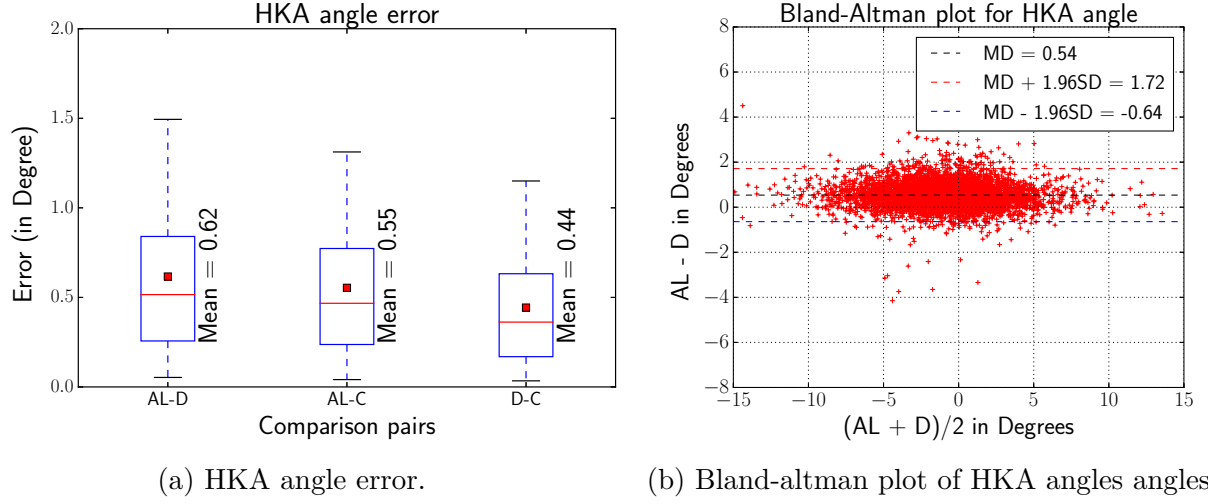 HKA angle error
2.0
1.5
1.0
0.5
0.0
Error (in Degree)
Mean = 0.62
Mean = 0.55
Mean = 0.44
AL-D
AL-C
D-C
Comparison pairs
(a) HKA angle error.
Bland-Altman plot for HKA angle
MD = 0.54
MD + 1.96SD = 1.72
MD - 1.96SD = -0.64
8
6
4
2
0
−2
−4
−6
−8
AL - D in Degrees
−15
−10
−5
0
5
10
15
(AL + D)/2 in Degrees
(b) Bland-altman plot of HKA angles angles